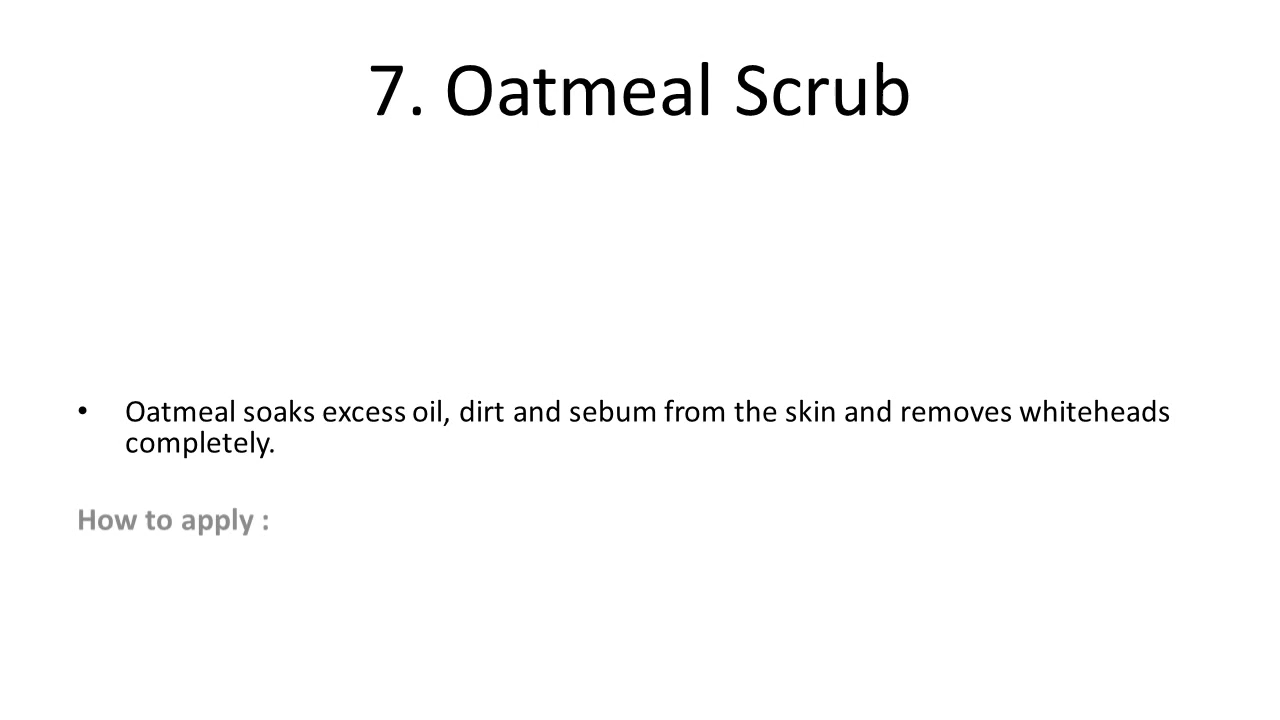 7. Oatmeal Scrub
• Oatmeal soaks excess oil, dirt and sebum from the skin and removes whiteheads
completely.
How to apply :